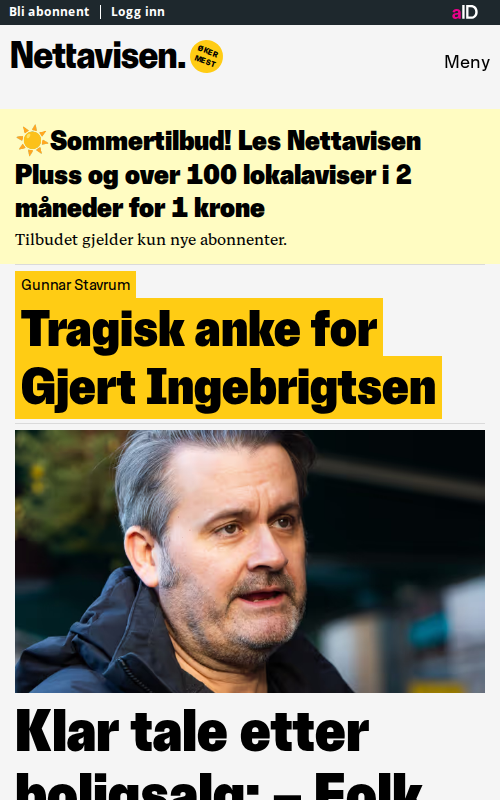 Bli abonnent
Logg inn
aID
Nettavisen.
ØKER
MEST
Meny
☀️Sommertilbud! Les Nettavisen
Pluss og over 100 lokalaviser i 2
måneder for 1 krone
Tilbudet gjelder kun nye abonnenter.
Gunnar Stavrum
Tragisk anke for
Gjert Ingebrigtsen
Klar tale etter
boligsalg: – Folk